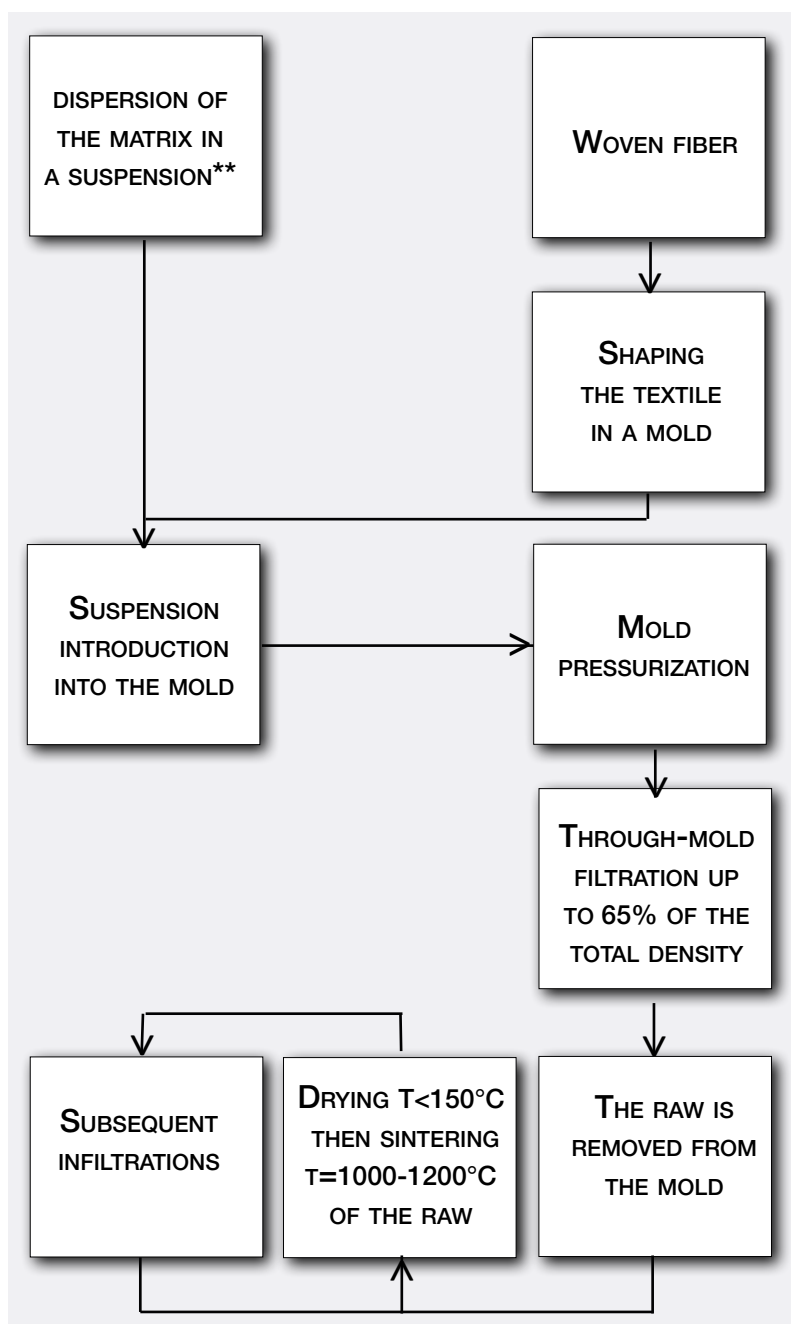 DISPERSION OF
THE MATRIX IN
A SUSPENSION**
WOVEN FIBER
SHAPING
THE TEXTILE
IN A MOLD
SUSPENSION
INTRODUCTION
INTO THE MOLD
MOLD
PRESSURIZATION
THROUGH-MOLD
FILTRATION UP
TO 65% OF THE
TOTAL DENSITY
SUBSEQUENT
INFILTRATIONS
DRYING T<150°C
THEN SINTERING
T=1000-1200°C
OF THE RAW
THE RAW IS
REMOVED FROM
THE MOLD